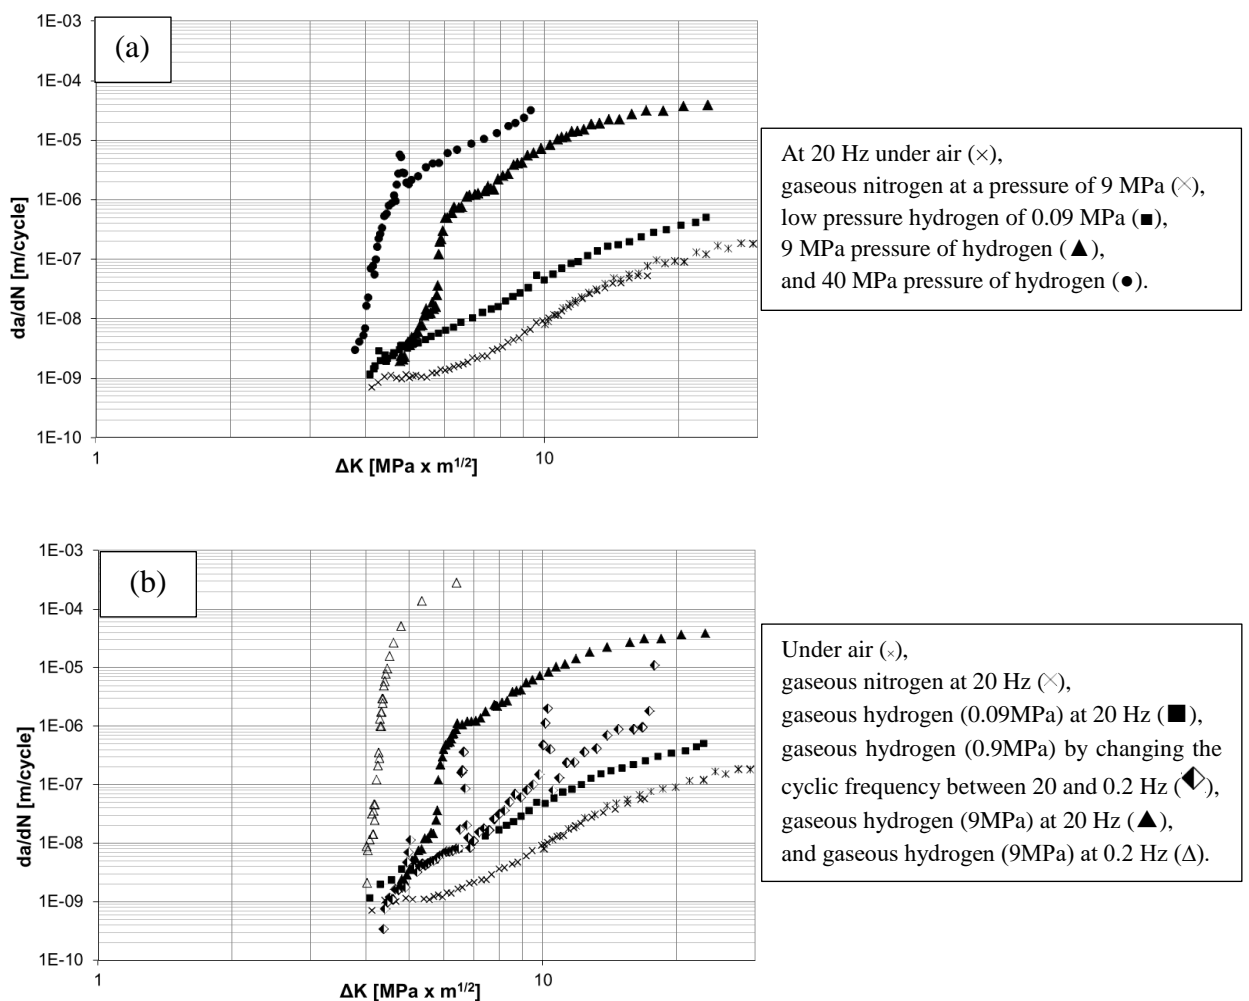 (a)
1E-03
1E-04
1E-05
1E-06
1E-07
1E-08
1E-09
1E-10
da/dN [m/cycle]
1
10
ΔK [MPa x m^1/2]
At 20 Hz under air (×),
gaseous nitrogen at a pressure of 9 MPa (×),
low pressure hydrogen of 0.09 MPa (■),
9 MPa pressure of hydrogen (▲),
and 40 MPa pressure of hydrogen (●).
(b)
1E-03
1E-04
1E-05
1E-06
1E-07
1E-08
1E-09
1E-10
da/dN [m/cycle]
1
10
ΔK [MPa x m^1/2]
Under air (×),
gaseous nitrogen at 20 Hz (×),
gaseous hydrogen (0.09MPa) at 20 Hz (■),
gaseous hydrogen (0.9MPa) by changing the
cyclic frequency between 20 and 0.2 Hz (⬖),
gaseous hydrogen (9MPa) at 20 Hz (▲),
and gaseous hydrogen (9MPa) at 0.2 Hz (Δ).